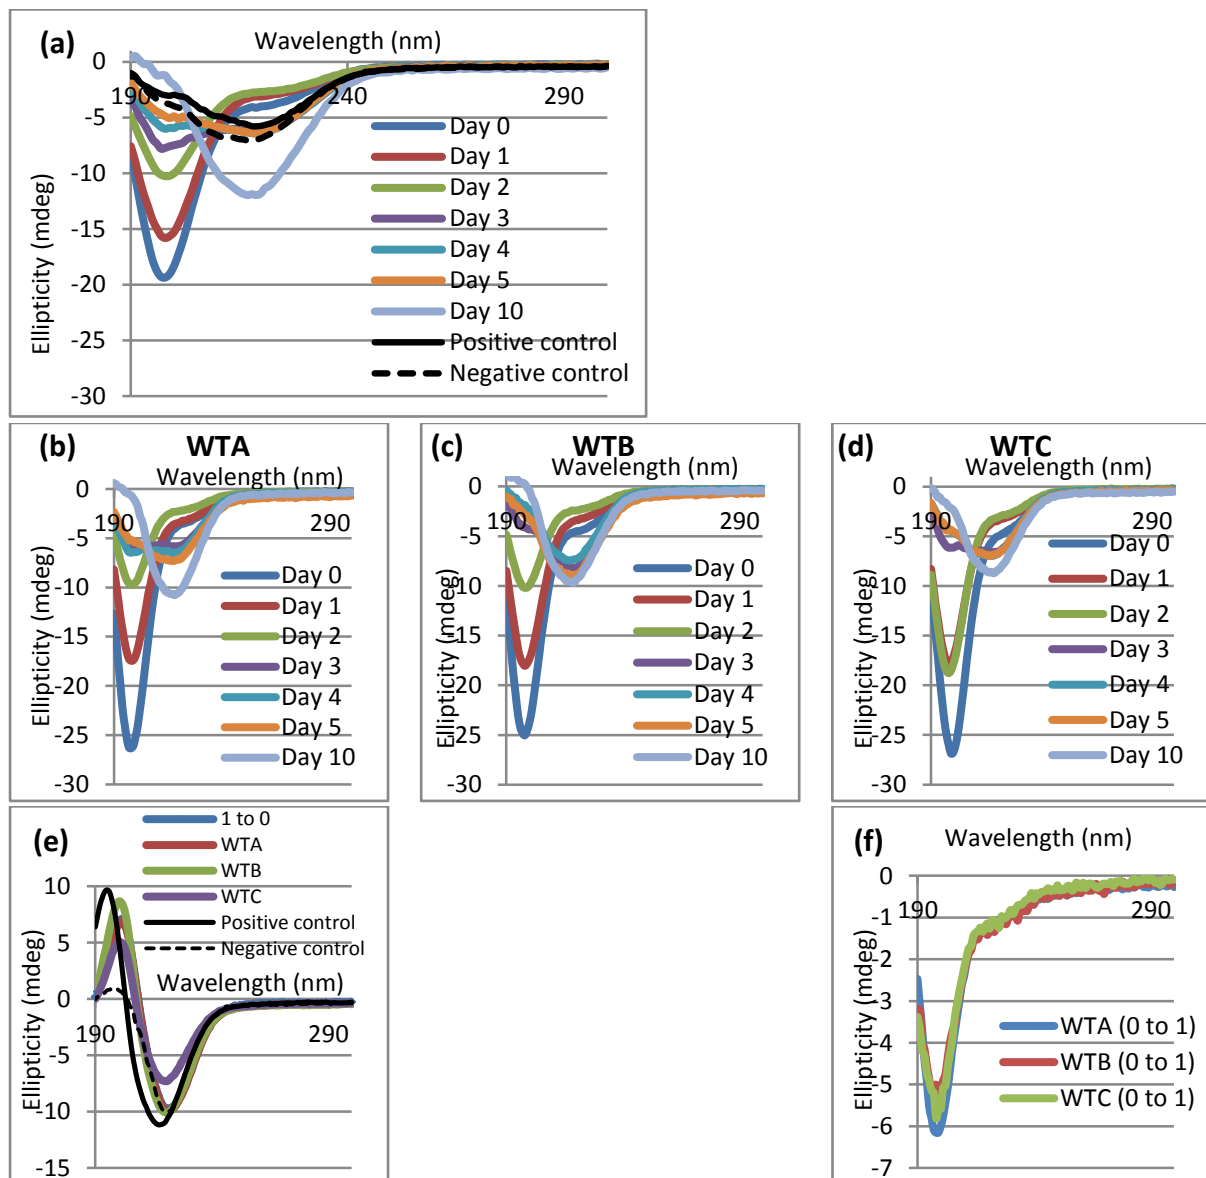 (a)
Wavelength (nm)
0
190
240
290
-5
-10
-15
-20
-25
-30
Ellipticity (mdeg)
Day 0
Day 1
Day 2
Day 3
Day 4
Day 5
Day 10
Positive control
Negative control
(b)
WTA
Wavelength (nm)
0
190
290
-5
-10
-15
-20
-25
-30
Ellipticity (mdeg)
Day 0
Day 1
Day 2
Day 3
Day 4
Day 5
Day 10
(c)
WTB
Wavelength (nm)
0
190
290
-5
-10
-15
-20
-25
-30
Ellipticity (mdeg)
Day 0
Day 1
Day 2
Day 3
Day 4
Day 5
Day 10
(d)
WTC
Wavelength (nm)
0
190
290
-5
-10
-15
-20
-25
-30
Ellipticity (mdeg)
Day 0
Day 1
Day 2
Day 3
Day 4
Day 5
Day 10
(e)
1 to 0
WTA
WTB
WTC
Positive control
Negative control
Wavelength (nm)
10
5
0
190
290
-5
-10
-15
Ellipticity (mdeg)
(f)
Wavelength (nm)
0
190
290
-1
-2
-3
-4
-5
-6
-7
Ellipticity (mdeg)
WTA (0 to 1)
WTB (0 to 1)
WTC (0 to 1)